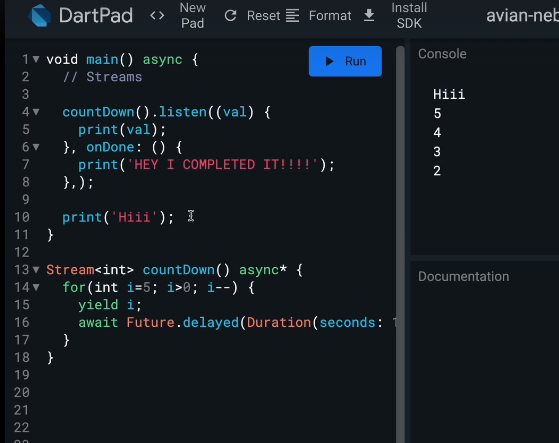 DartPad <> New Pad Reset Format Install SDK avian-neb
Run
1 void main() async {
2 // Streams
3
4 countDown().listen((val) {
5 print(val);
6 }, onDone: () {
7 print('HEY I COMPLETED IT!!!!');
8 },);
9
10 print('Hiii');
11 }
12
13 Stream<int> countDown() async* {
14 for(int i=5; i>0; i--) {
15 yield i;
16 await Future.delayed(Duration(seconds: 1
17 }
18 }
19
20
21
22
Console
Hiii
5
4
3
2
Documentation